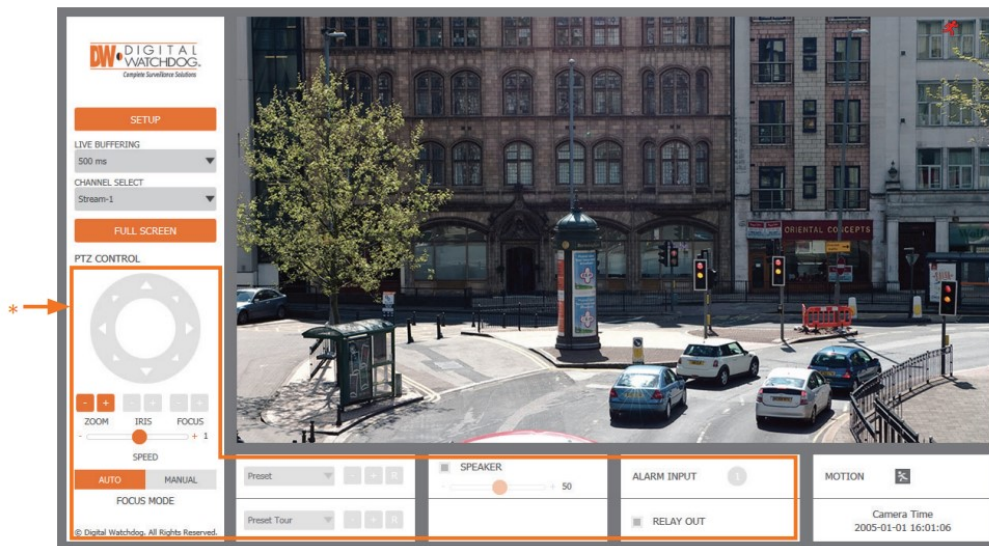 DW DIGITAL
WATCHDOG®
Complete Surveillance Solutions
SETUP
LIVE BUFFERING
500 ms
CHANNEL SELECT
Stream-1
FULL SCREEN
PTZ CONTROL
*
- + - + - +
ZOOM IRIS FOCUS
- + 1
SPEED
AUTO MANUAL
FOCUS MODE
© Digital Watchdog. All Rights Reserved.
ORIENTAL CONCEPTS
Preset - + R
Preset Tour - + R
SPEAKER
- + 50
ALARM INPUT 1
RELAY OUT
MOTION
Camera Time
2005-01-01 16:01:06